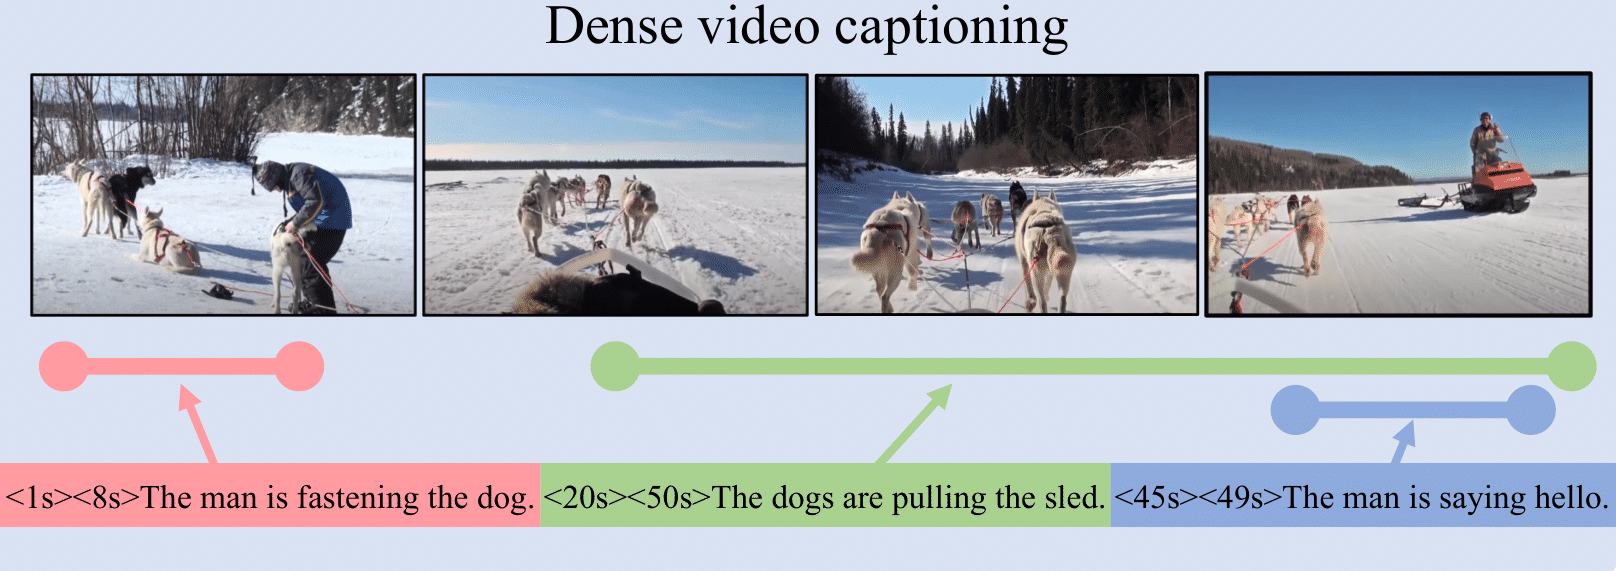 Dense video captioning
<1s><8s>The man is fastening the dog. <20s><50s>The dogs are pulling the sled. <45s><49s>The man is saying hello.